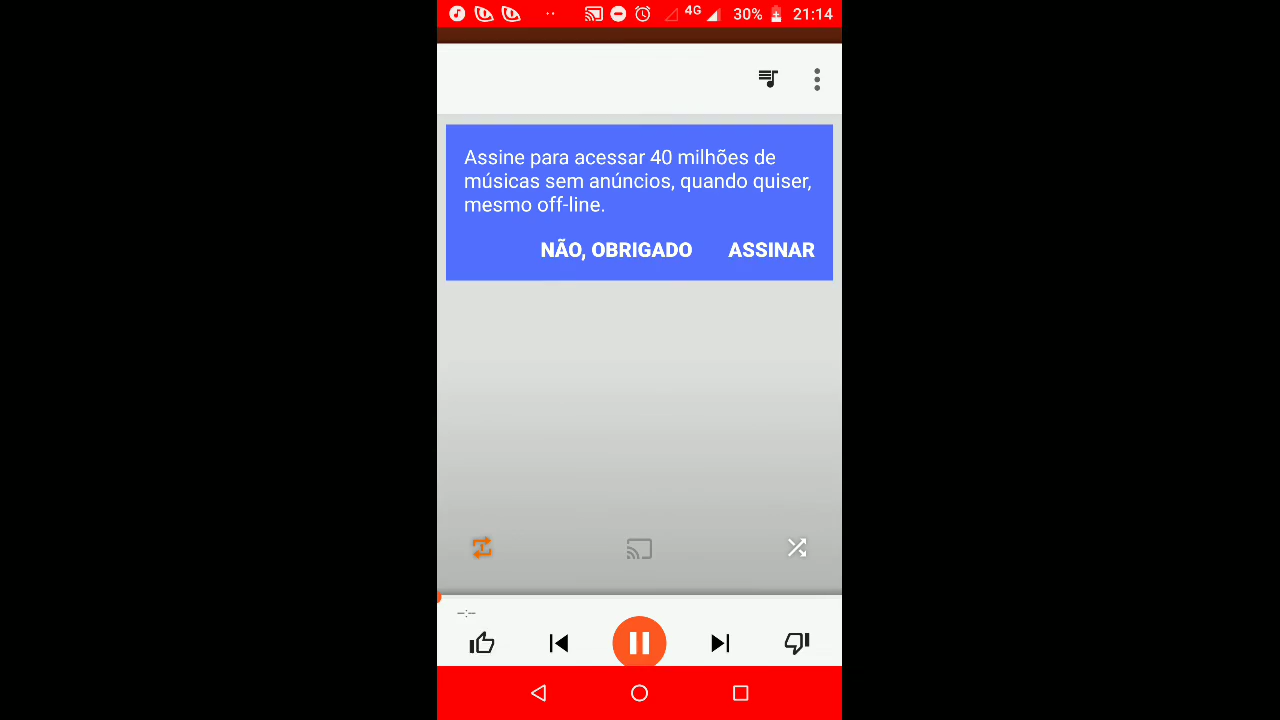 4G 30% 21:14
Assine para acessar 40 milhões de
músicas sem anúncios, quando quiser,
mesmo off-line.
NÃO, OBRIGADO ASSINAR
--:--